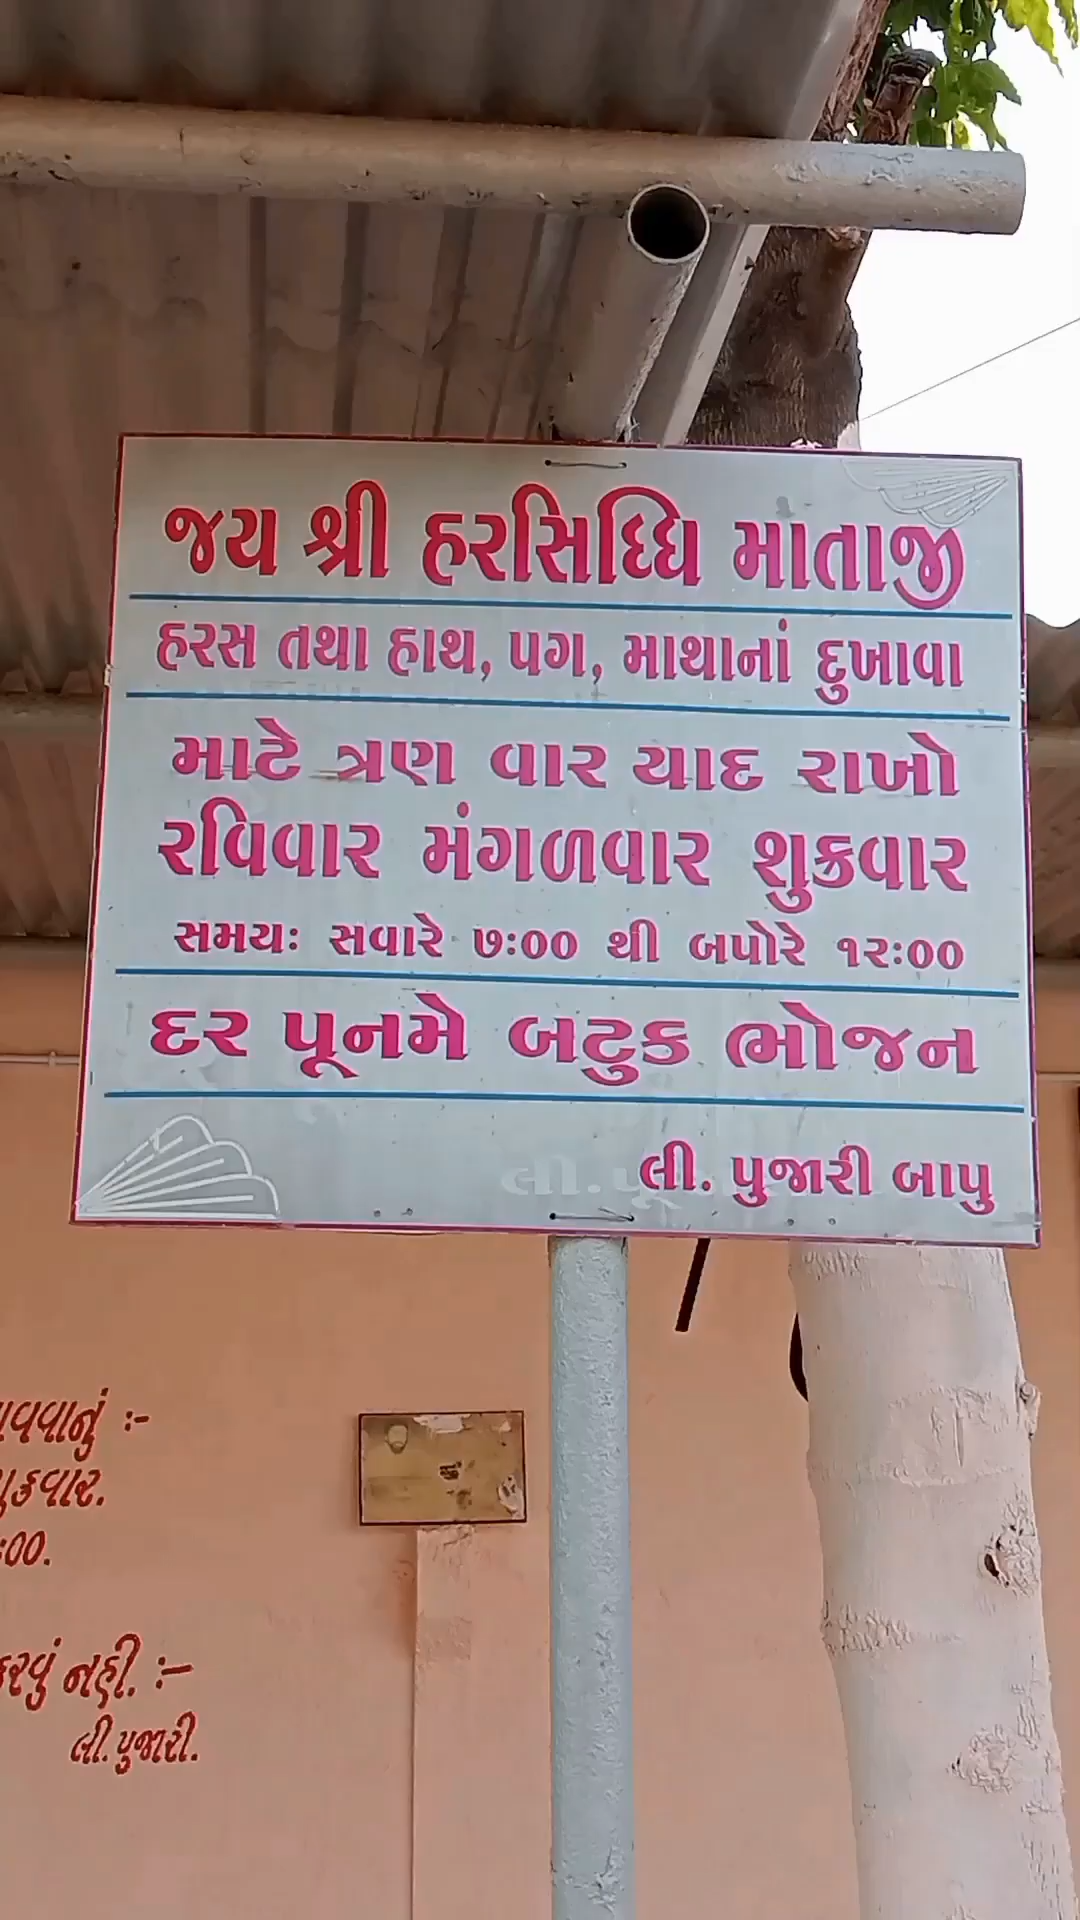 જય શ્રી હરસિધ્ધિ માતાજી
હરસ તથા હાથ, પગ, માથાનાં દુખાવા
માટે ત્રણ વાર યાદ રાખો
રવિવાર મંગળવાર શુક્રવાર
સમયઃ સવારે ૭:૦૦ થી બપોરે ૧૨:૦૦
દર પૂનમે બટુક ભોજન
લી. પુજારી બાપુ
:-
:૦૦.
નહી. :-
લી. પુજારી.